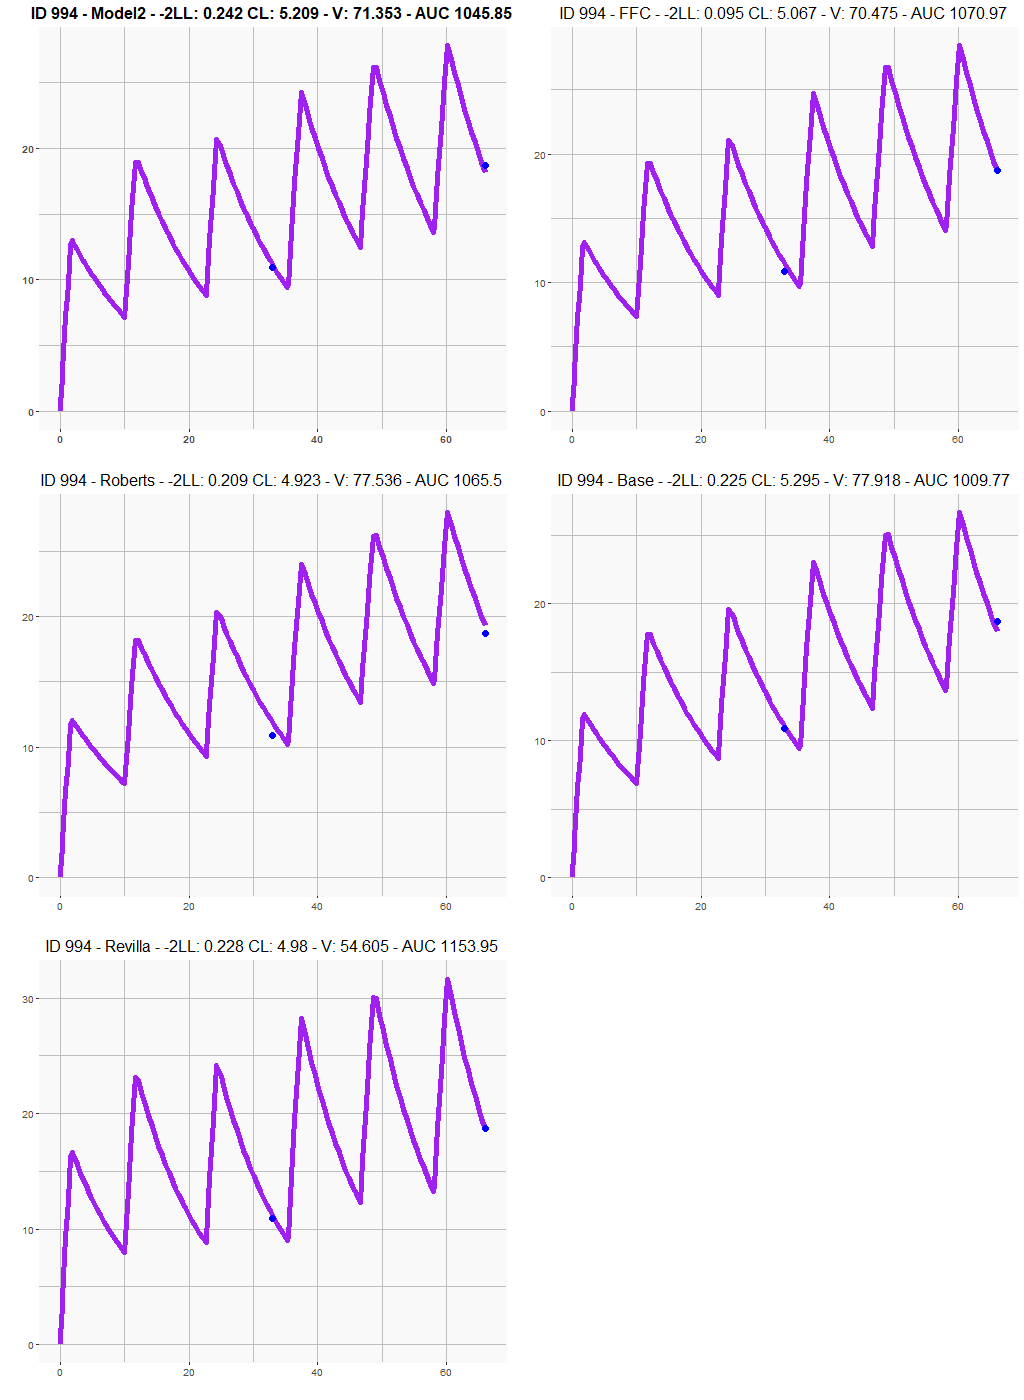 ID 994 - Model2 - -2LL: 0.242 CL: 5.209 - V: 71.353 - AUC 1045.85
20
10
0
0 20 40 60
ID 994 - FFC - -2LL: 0.095 CL: 5.067 - V: 70.475 - AUC 1070.97
20
10
0
0 20 40 60
ID 994 - Roberts - -2LL: 0.209 CL: 4.923 - V: 77.536 - AUC 1065.5
20
10
0
0 20 40 60
ID 994 - Base - -2LL: 0.225 CL: 5.295 - V: 77.918 - AUC 1009.77
20
10
0
0 20 40 60
ID 994 - Revilla - -2LL: 0.228 CL: 4.98 - V: 54.605 - AUC 1153.95
30
20
10
0
0 20 40 60